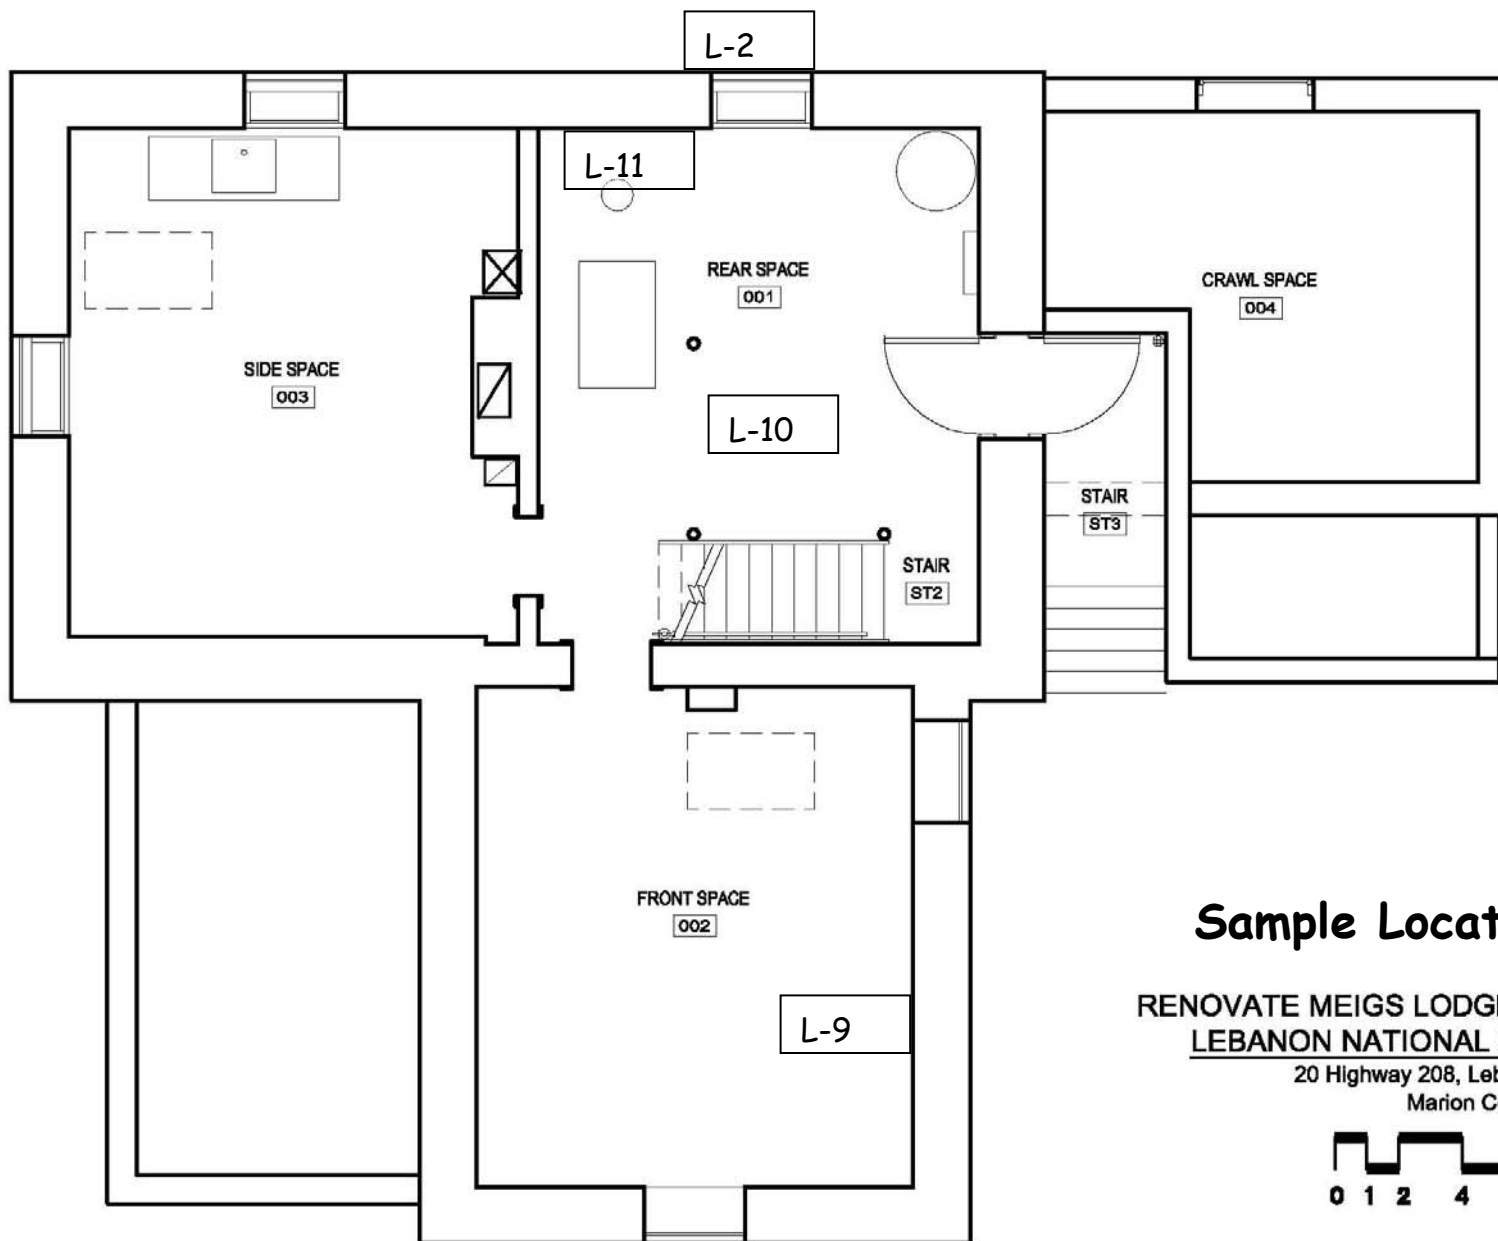 L-2
L-11
REAR SPACE
001
CRAWL SPACE
004
SIDE SPACE
003
L-10
STAIR
ST3
STAIR
ST2
FRONT SPACE
002
Sample Locat
RENOVATE MEIGS LODG
LEBANON NATIONAL
L-9
20 Highway 208, Leb
Marion C
0 1 2 4